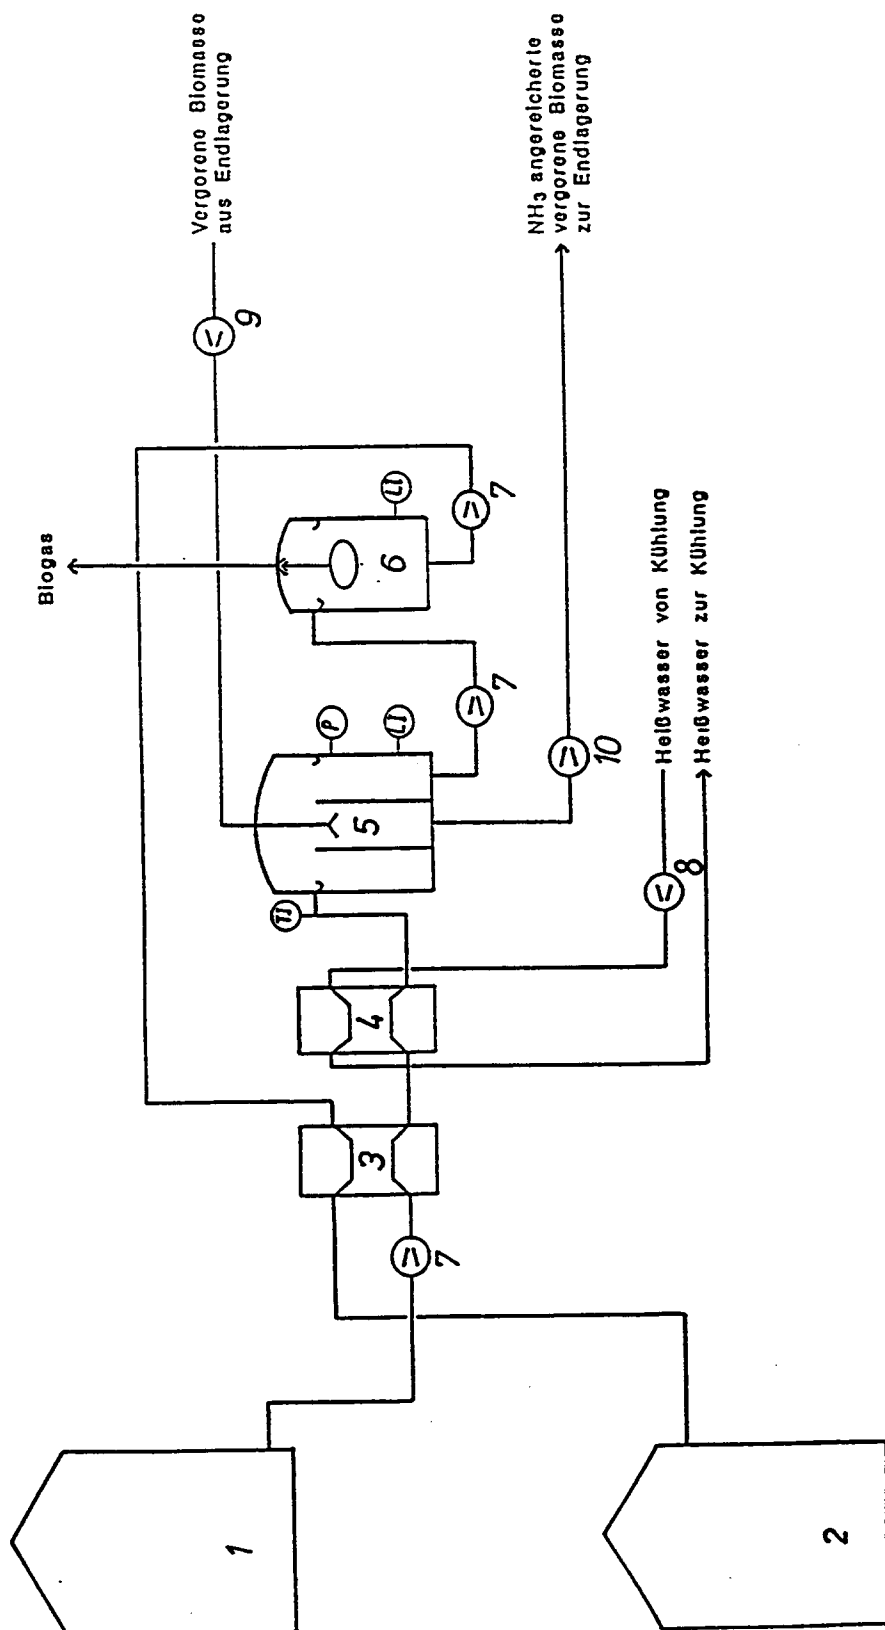 Biogas
Vergorene Biomasse
aus Endlagerung
9
LI
6
7
NH3 angereicherte
vergorene Biomasse
zur Endlagerung
P
LI
5
7
10
TI
Heißwasser von Kühlung
Heißwasser zur Kühlung
8
4
3
7
1
2